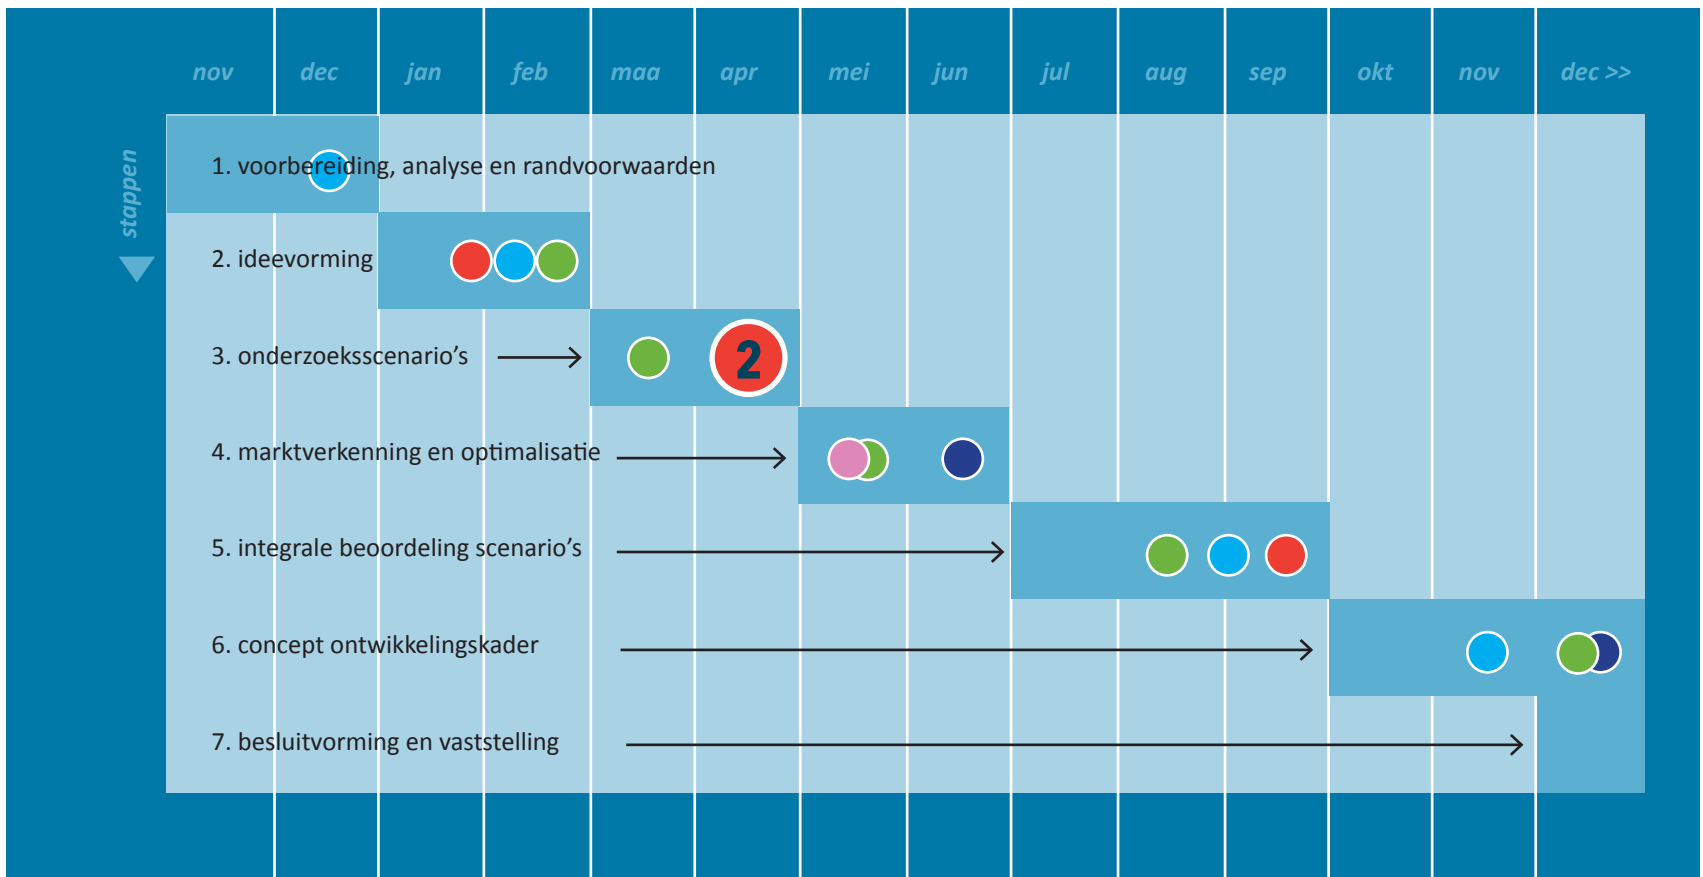 nov dec jan feb maa apr mei jun jul aug sep okt nov dec >>
stappen
1. voorbereiding, analyse en randvoorwaarden
2. ideevorming
3. onderzoeksscenario’s
2
4. marktverkenning en optimalisatie
5. integrale beoordeling scenario’s
6. concept ontwikkelingskader
7. besluitvorming en vaststelling